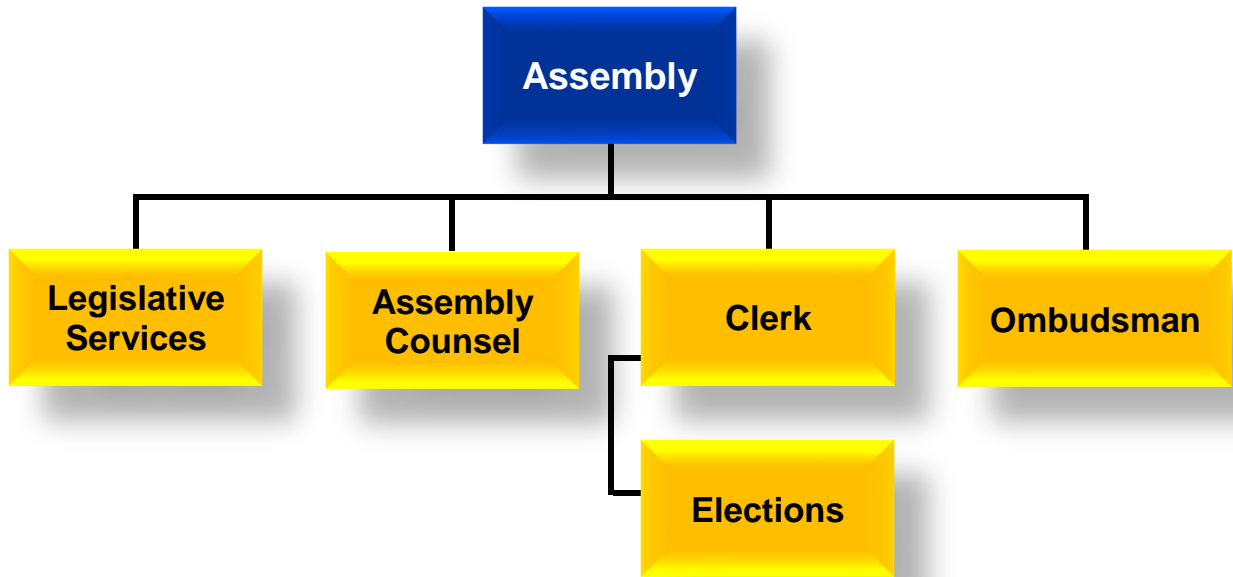 Assembly
Legislative
Services
Assembly
Counsel
Clerk
Ombudsman
Elections